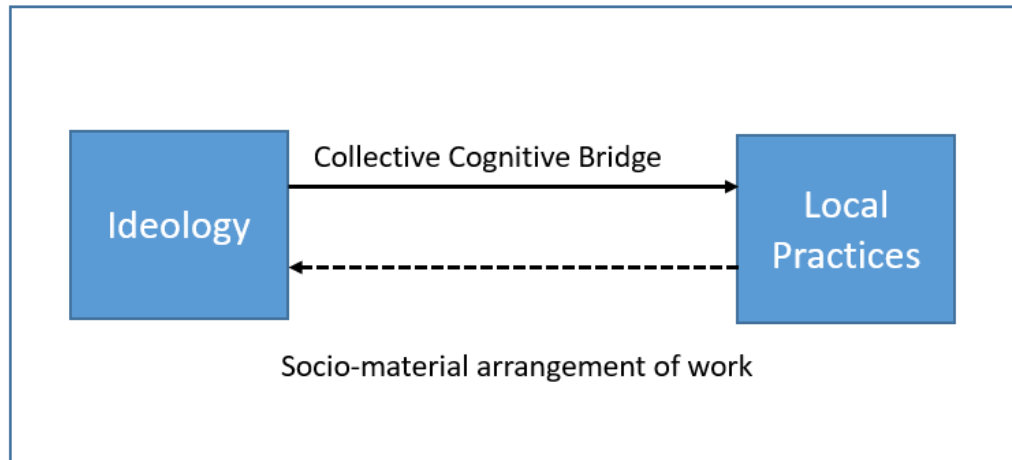 Collective Cognitive Bridge
Ideology
Local
Practices
Socio-material arrangement of work